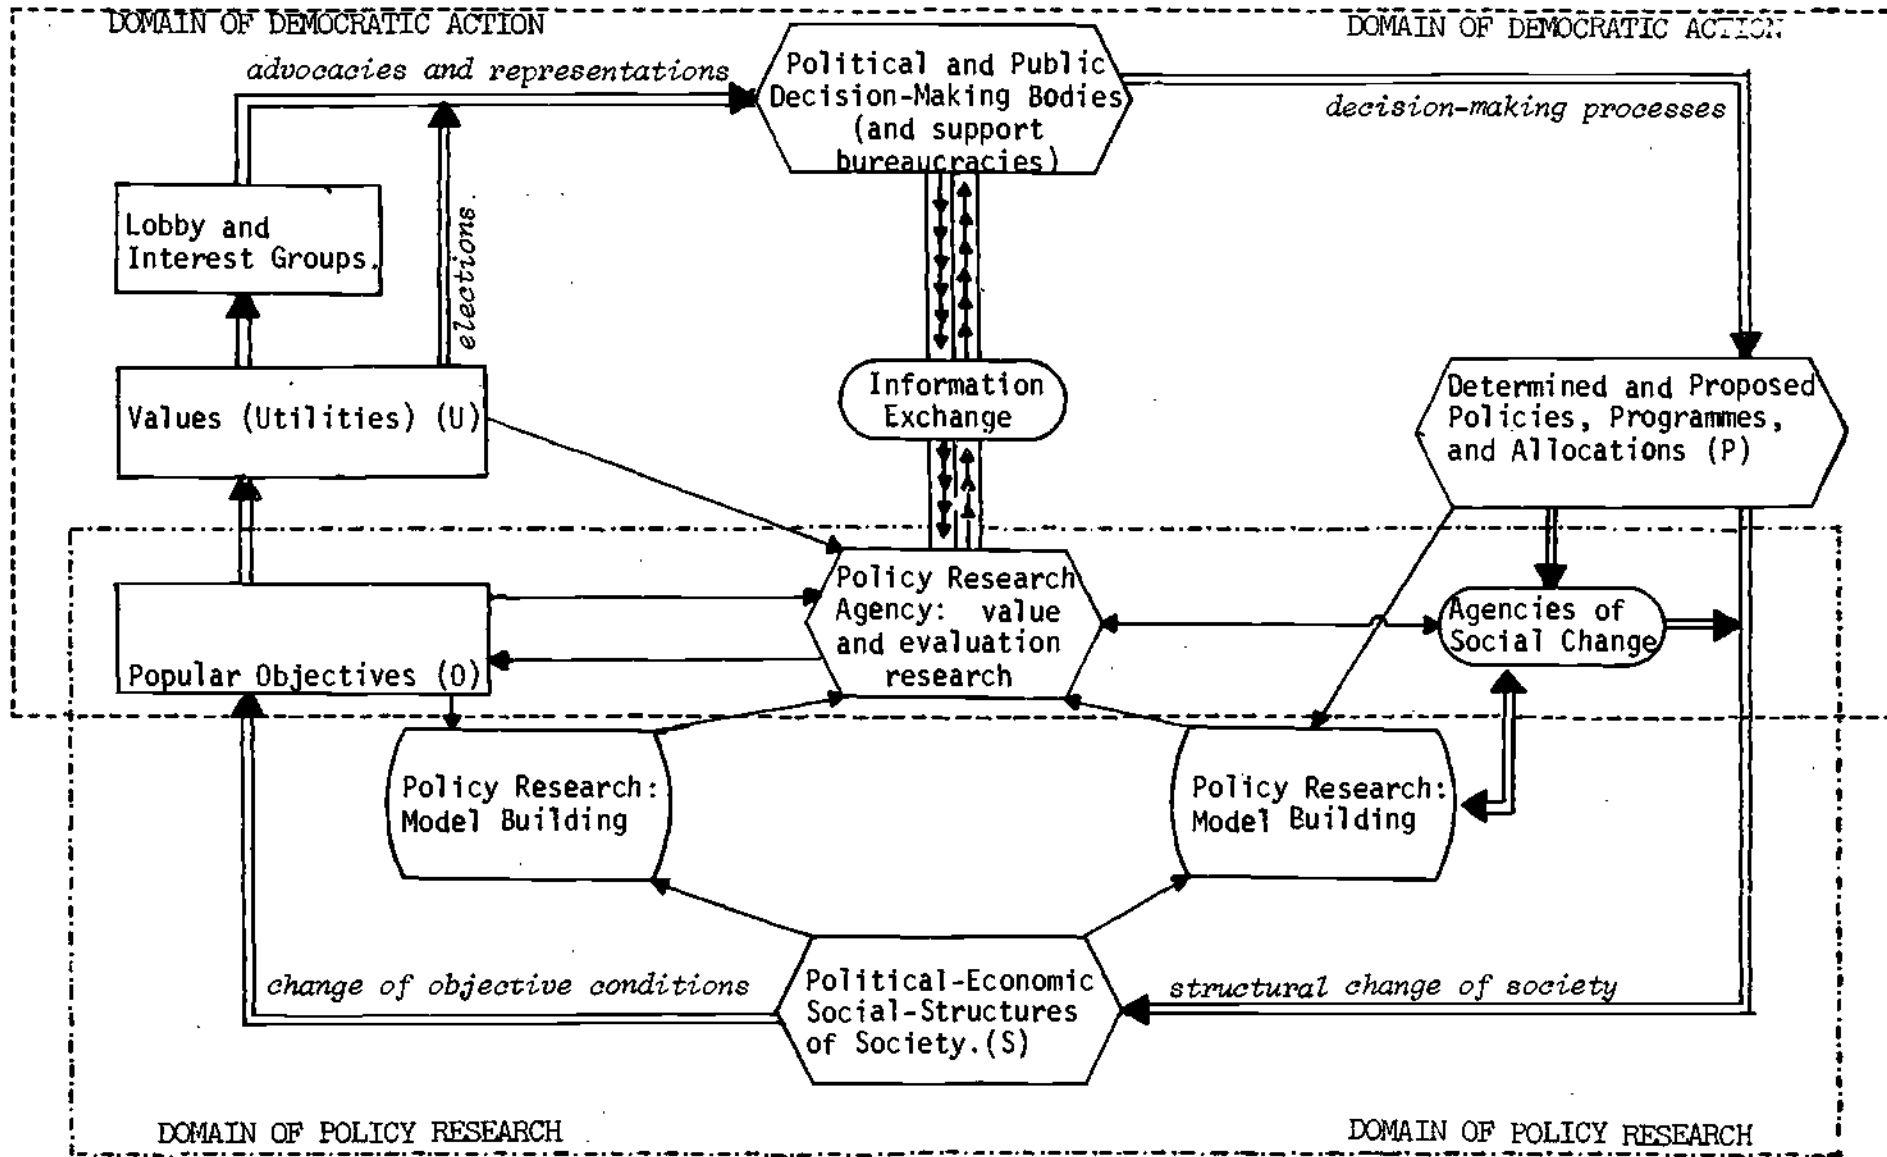 DOMAIN OF DEMOCRATIC ACTION
DOMAIN OF DEMOCRATIC ACTION
advocacies and representations
Political and Public
Decision-Making Bodies
(and support
bureaucracies)
decision-making processes
Lobby and
Interest Groups.
elections.
Values (Utilities) (U)
Information
Exchange
Determined and Proposed
Policies, Programmes,
and Allocations (P)
Popular Objectives (O)
Policy Research
Agency: value
and evaluation
research
Agencies of
Social Change
Policy Research:
Model Building
Policy Research:
Model Building
change of objective conditions
Political-Economic
Social-Structures
of Society.(S)
structural change of society
DOMAIN OF POLICY RESEARCH
DOMAIN OF POLICY RESEARCH